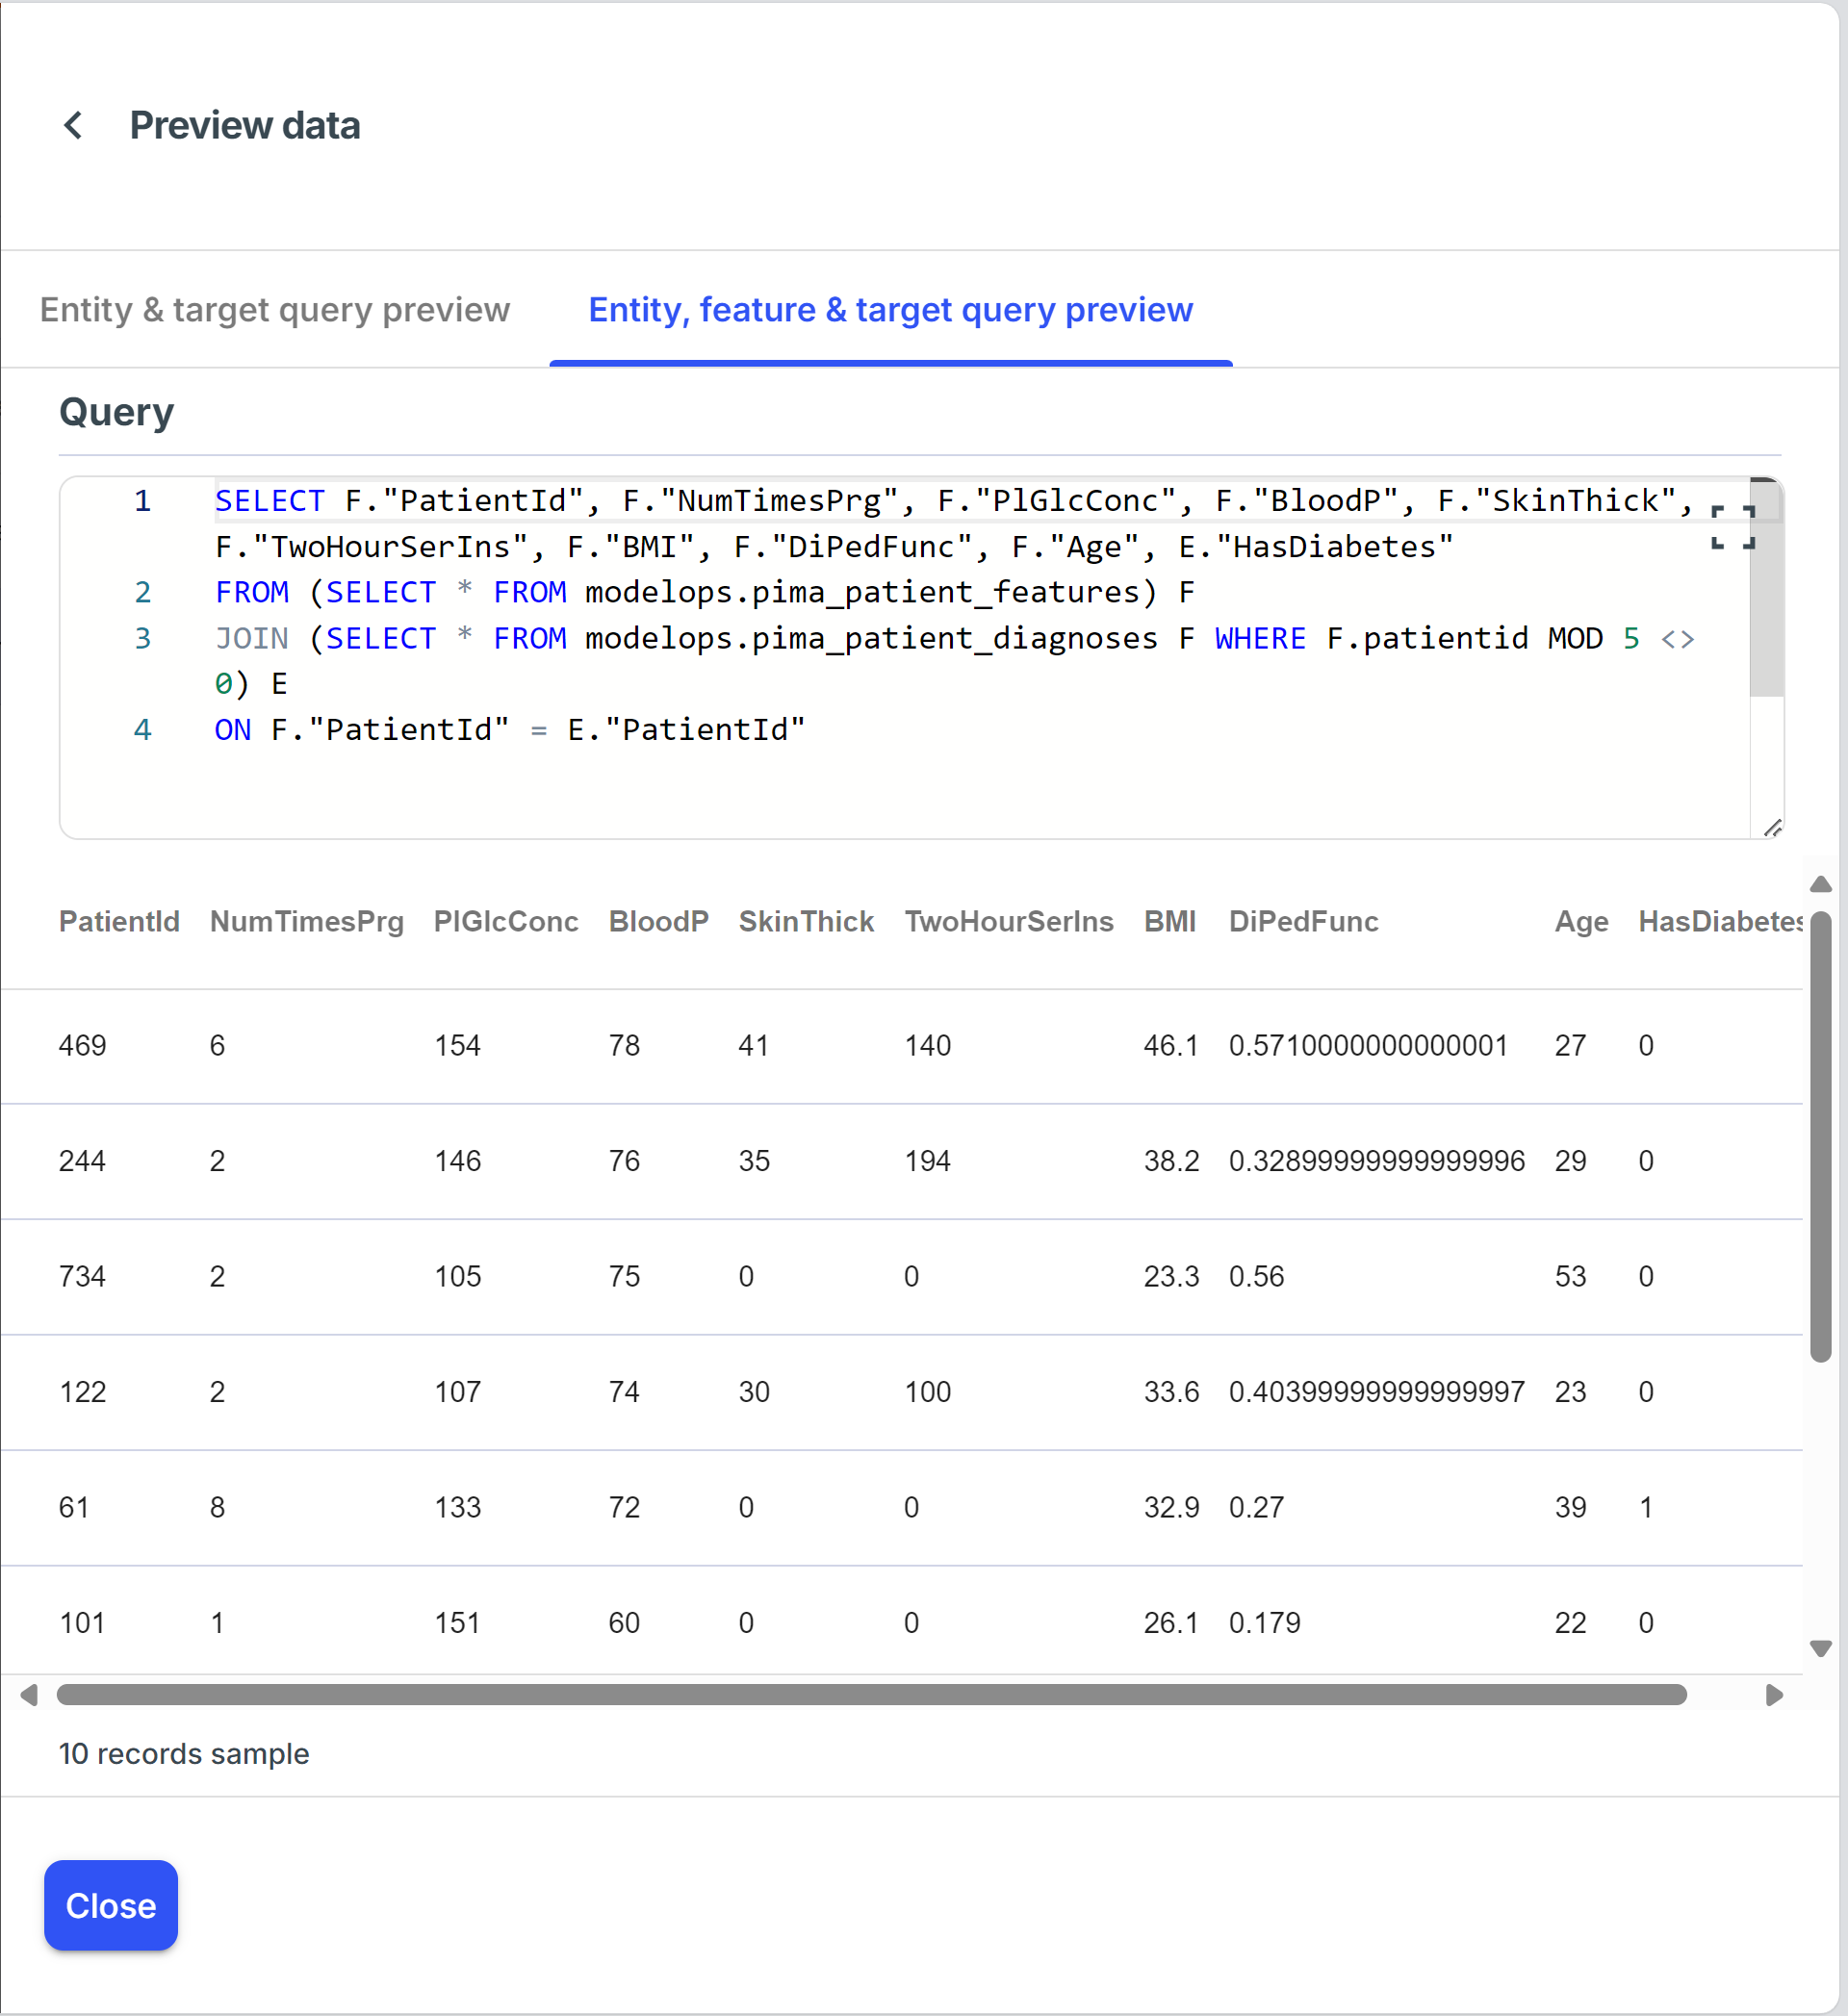 Preview data
Entity & target query preview
Entity, feature & target query preview
Query
1 SELECT F."PatientId", F."NumTimesPrg", F."PlGlcConc", F."BloodP", F."SkinThick",
F."TwoHourSerIns", F."BMI", F."DiPedFunc", F."Age", E."HasDiabetes"
2 FROM (SELECT * FROM modelops.pima_patient_features) F
3 JOIN (SELECT * FROM modelops.pima_patient_diagnoses F WHERE F.patientid MOD 5 <>
0) E
4 ON F."PatientId" = E."PatientId"
PatientId NumTimesPrg PlGlcConc BloodP SkinThick TwoHourSerIns BMI DiPedFunc Age HasDiabetes
469 6 154 78 41 140 46.1 0.5710000000000001 27 0
244 2 146 76 35 194 38.2 0.32899999999999996 29 0
734 2 105 75 0 0 23.3 0.56 53 0
122 2 107 74 30 100 33.6 0.40399999999999997 23 0
61 8 133 72 0 0 32.9 0.27 39 1
101 1 151 60 0 0 26.1 0.179 22 0
10 records sample
Close